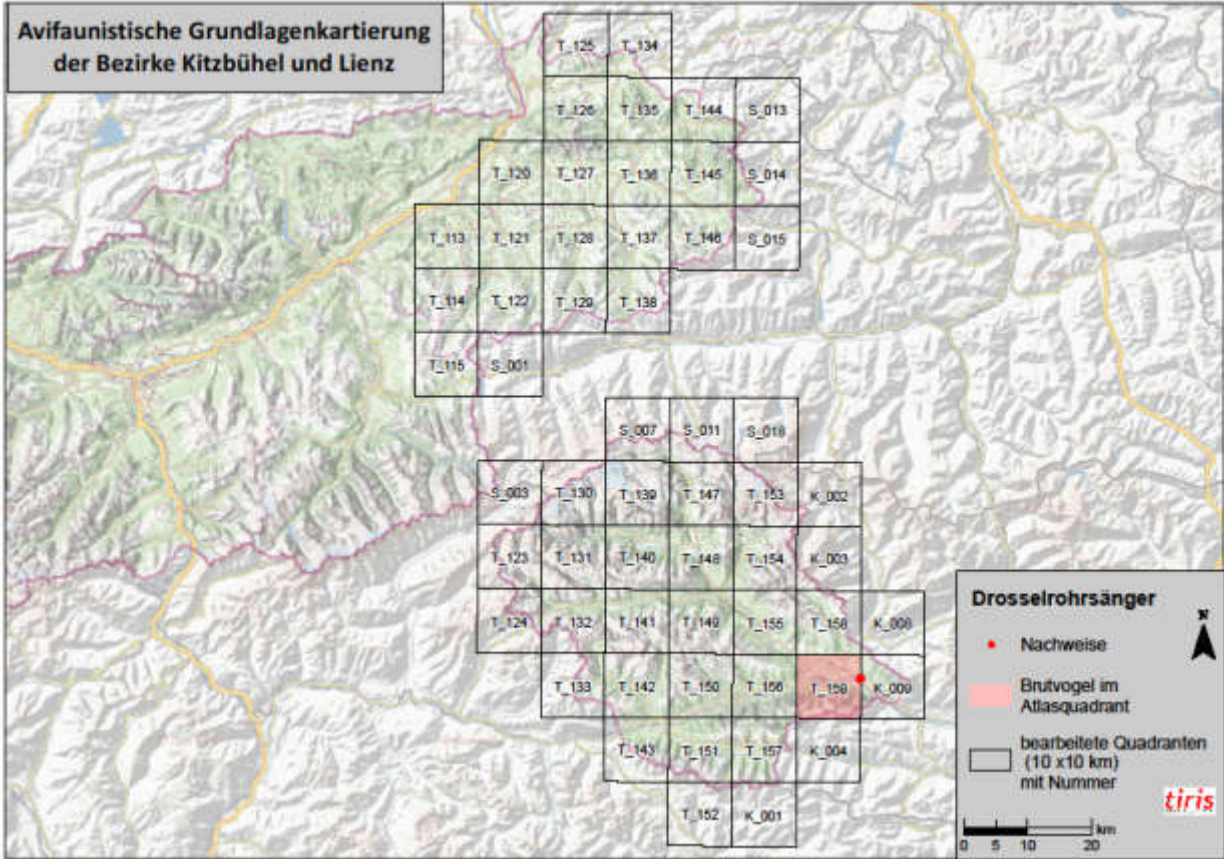 Avifaunistische Grundlagenkartierung
der Bezirke Kitzbühel und Lienz
T_125 T_134
T_126 T_135 T_144 S_013
T_120 T_127 T_136 T_145 S_014
T_113 T_121 T_128 T_137 T_146 S_015
T_114 T_122 T_129 T_138
T_115 S_001
S_007 S_011 S_016
S_003 T_130 T_139 T_147 T_153 K_002
T_123 T_131 T_140 T_148 T_154 K_003
T_124 T_132 T_141 T_149 T_155 T_158 K_008
T_133 T_142 T_150 T_156 T_159 K_009
T_143 T_151 T_157 K_004
T_152 K_001
Drosselrohrsänger
N
Nachweise
Brutvogel im
Atlasquadrant
bearbeitete Quadranten
(10 x10 km)
mit Nummer
tiris
km
0 5 10 20